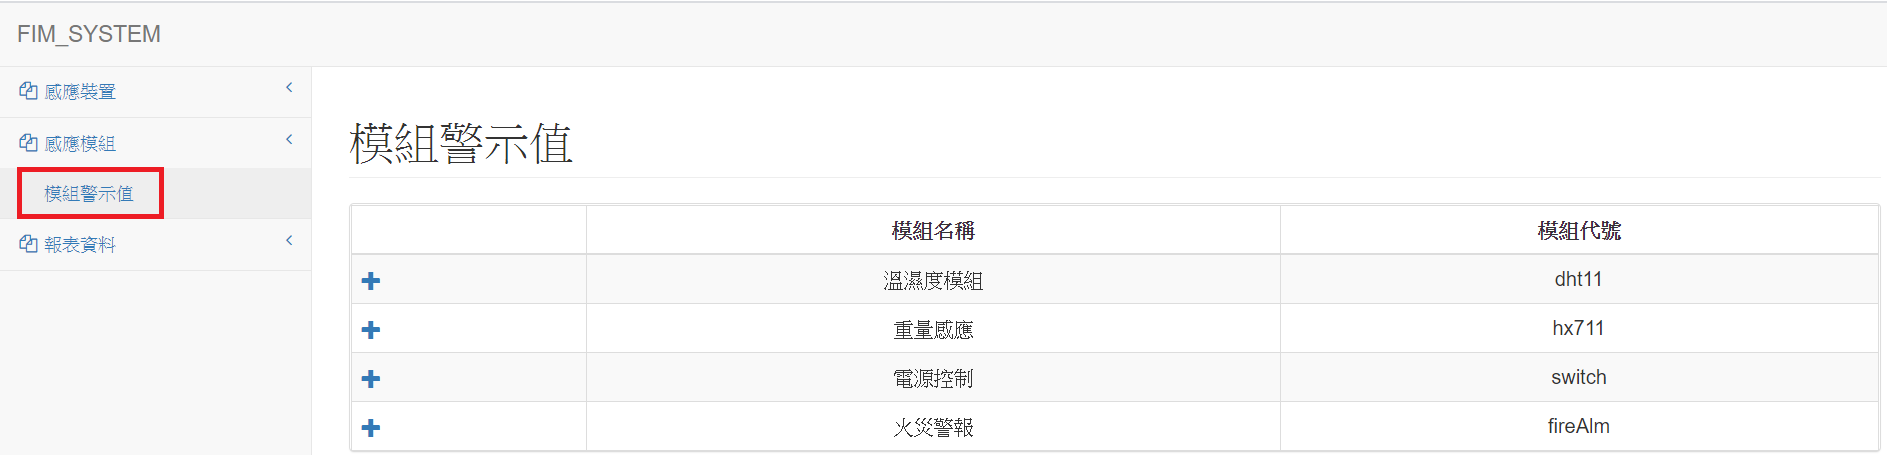 FIM_SYSTEM
感應裝置
感應模組
模組警示值
報表資料
模組警示值
模組名稱 模組代號
溫濕度模組 dht11
重量感應 hx711
電源控制 switch
火災警報 fireAlm